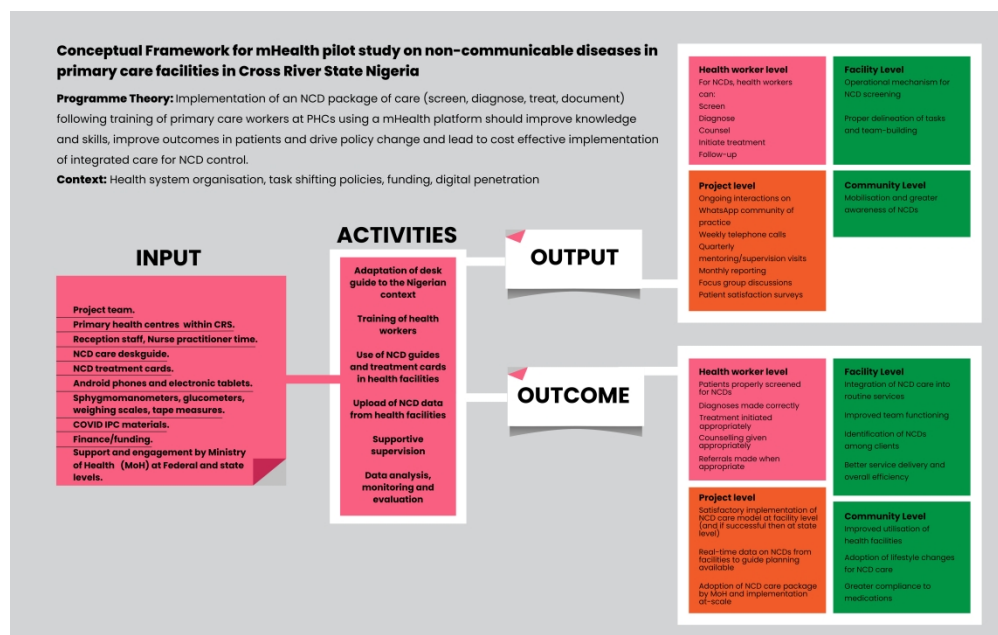 Conceptual Framework for mHealth pilot study on non-communicable diseases in
primary care facilities in Cross River State Nigeria
Programme Theory: Implementation of an NCD package of care (screen, diagnose, treat, document)
following training of primary care workers at PHCs using a mHealth platform should improve knowledge
and skills, improve outcomes in patients and drive policy change and lead to cost effective implementation
of integrated care for NCD control.
Context: Health system organisation, task shifting policies, funding, digital penetration
INPUT
Project team.
Primary health centres within CRS.
Reception staff, Nurse practitioner time.
NCD care deskguide.
NCD treatment cards.
Android phones and electronic tablets.
Sphygmomanometers, glucometers,
weighing scales, tape measures.
COVID IPC materials.
Finance/funding.
Support and engagement by Ministry
of Health (MoH) at Federal and state
levels.
ACTIVITIES
Adaptation of desk
guide to the Nigerian
context
Training of health
workers
Use of NCD guides
and treatment cards
in health facilities
Upload of NCD data
from health facilities
Supportive
supervision
Data analysis,
monitoring and
evaluation
OUTPUT
Health worker level
For NCDs, health workers
can:
Screen
Diagnose
Counsel
Initiate treatment
Follow-up
Facility Level
Operational mechanism for
NCD screening
Proper delineation of tasks
and team-building
Project level
Ongoing interactions on
WhatsApp community of
practice
Weekly telephone calls
Quarterly
mentoring/supervision visits
Monthly reporting
Focus group discussions
Patient satisfaction surveys
Community Level
Mobilisation and greater
awareness of NCDs
OUTCOME
Health worker level
Patients properly screened
for NCDs
Diagnoses made correctly
Treatment initiated
appropriately
Counselling given
appropriately
Referrals made when
appropriate
Facility Level
Integration of NCD care into
routine services
Improved team functioning
Identification of NCDs
among clients
Better service delivery and
overall efficiency
Project level
Satisfactory implementation of
NCD care model at facility level
(and if successful then at state
level)
Real-time data on NCDs from
facilities to guide planning
available
Adoption of NCD care package
by MoH and implementation
at-scale
Community Level
Improved utilisation of
health facilities
Adoption of lifestyle changes
for NCD care
Greater compliance to
medications